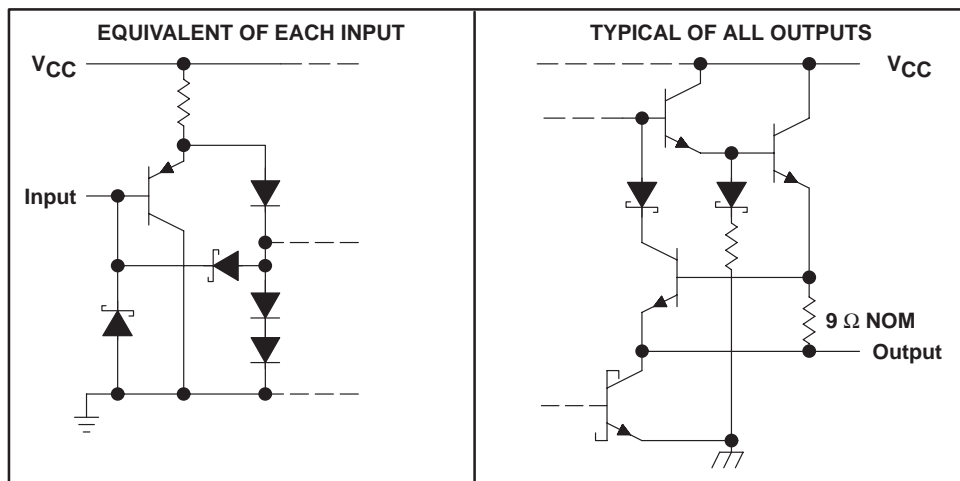 EQUIVALENT OF EACH INPUT
VCC
Input
TYPICAL OF ALL OUTPUTS
VCC
9 Ω NOM
Output